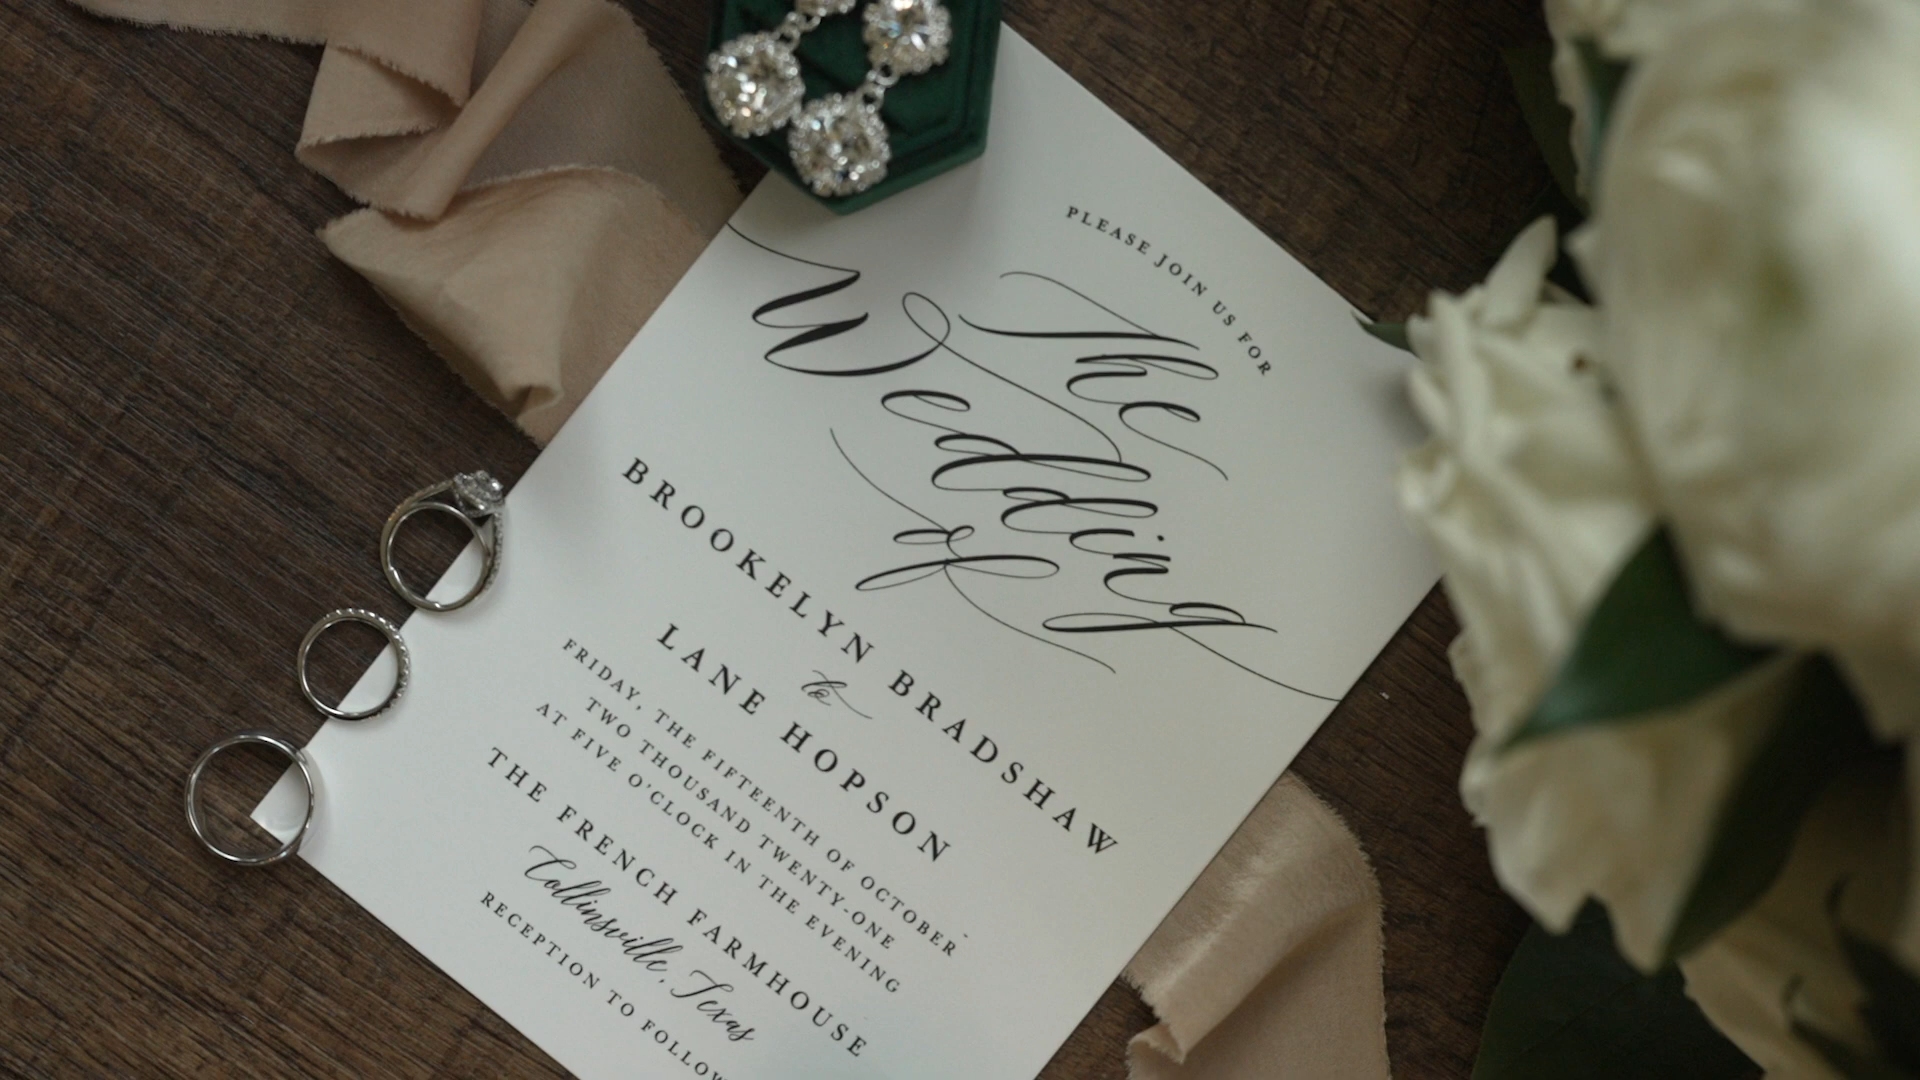 PLEASE JOIN US FOR
The
Wedding
of
BROOKELYN BRADSHAW
to
LANE HOPSON
FRIDAY, THE FIFTEENTH OF OCTOBER
TWO THOUSAND TWENTY-ONE
AT FIVE O'CLOCK IN THE EVENING
THE FRENCH FARMHOUSE
Collinsville, Texas
RECEPTION TO FOLLOW